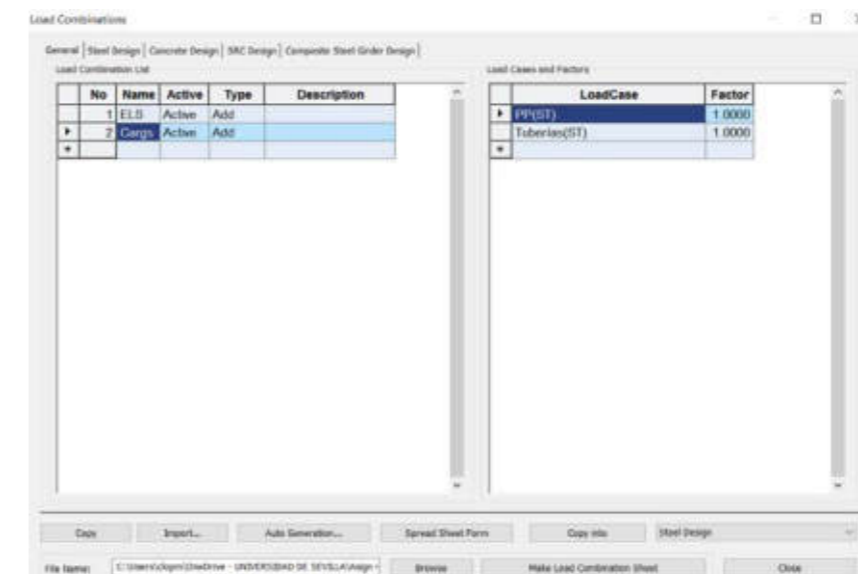 Load Combinations
General Steel Design Concrete Design SRC Design Composite Steel Girder Design
Load Combination List
No Name Active Type Description
1 ELS Active Add
2 Cargs Active Add
*
Load Cases and Factors
LoadCase Factor
PP(ST) 1.0000
Tuberias(ST) 1.0000
*
Copy Import... Auto Generation... Spread Sheet Form Copy into Steel Design
File Name: Browse Make Load Combination Sheet Close